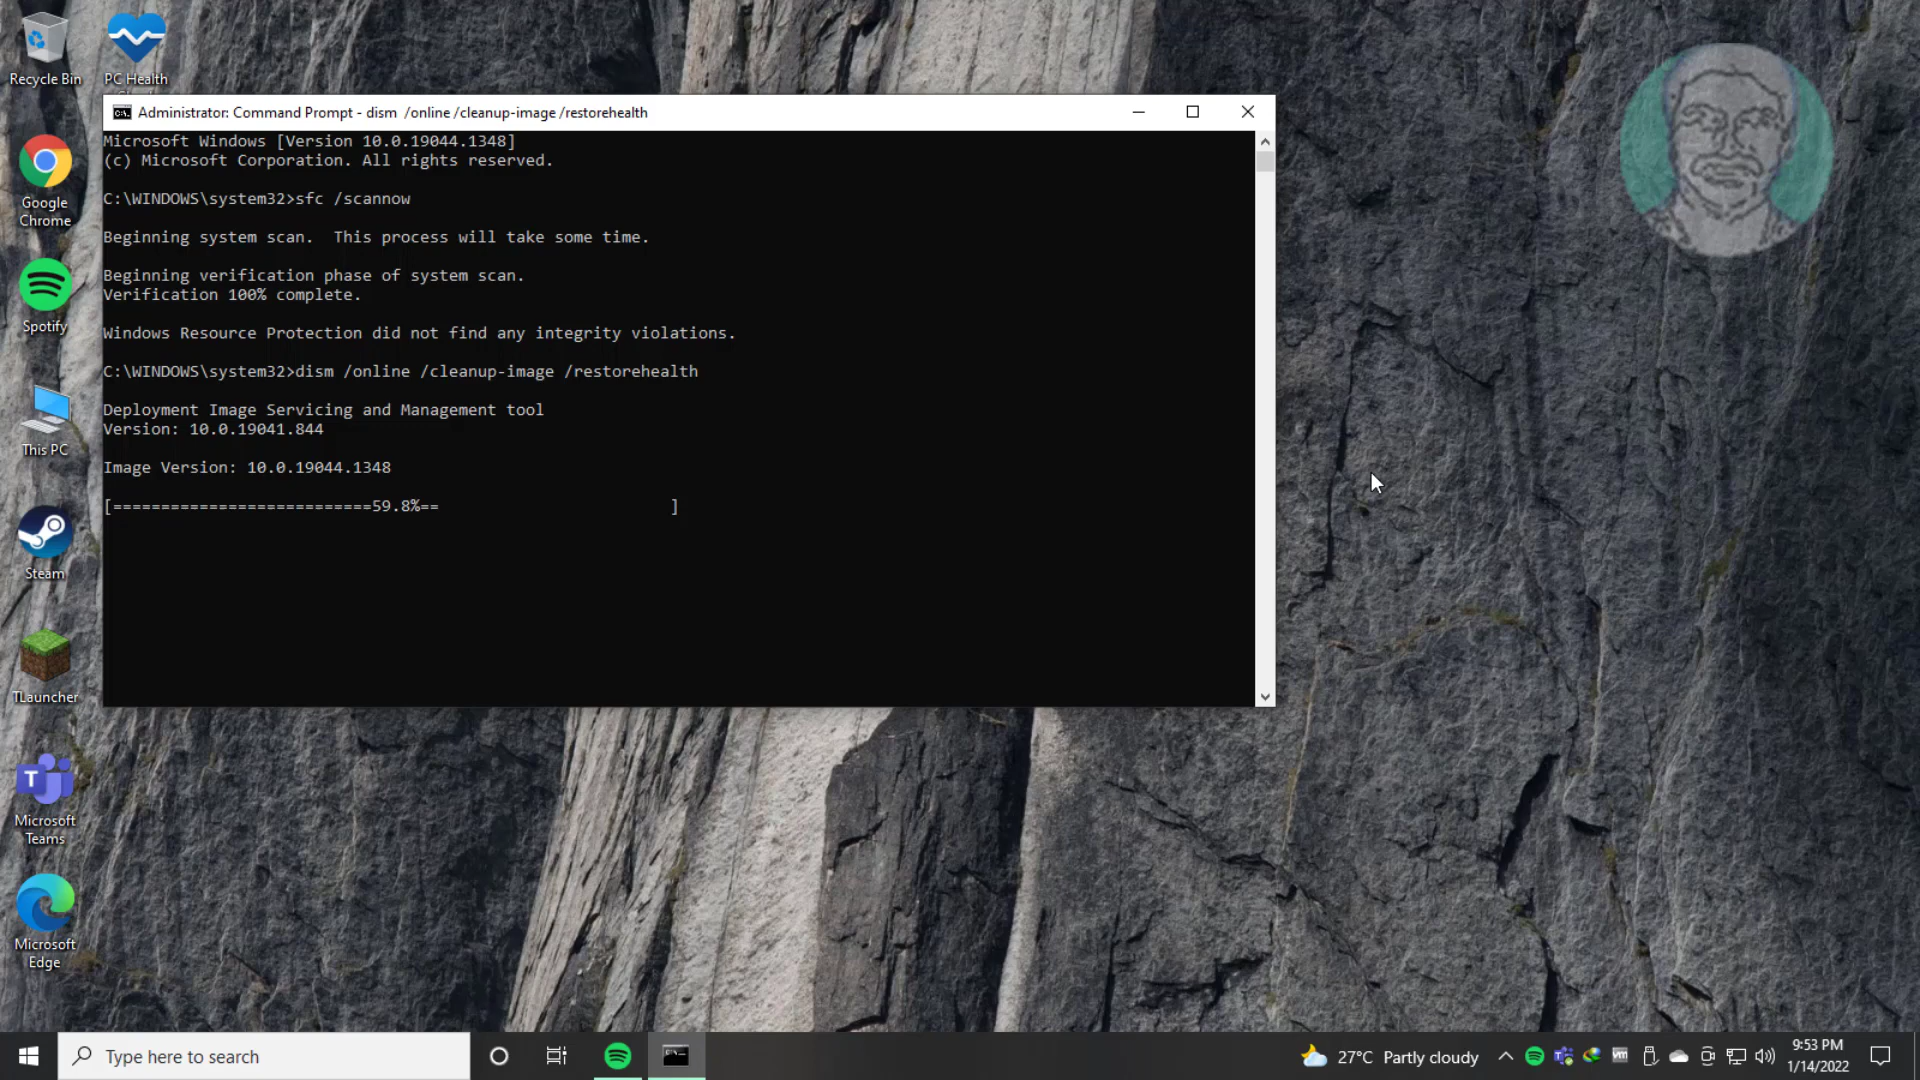 Recycle Bin
PC Health
Administrator: Command Prompt - dism  /online /cleanup-image /restorehealth
Microsoft Windows [Version 10.0.19044.1348]
(c) Microsoft Corporation. All rights reserved.
C:\WINDOWS\system32>sfc /scannow
Beginning system scan.  This process will take some time.
Beginning verification phase of system scan.
Verification 100% complete.
Windows Resource Protection did not find any integrity violations.
C:\WINDOWS\system32>dism /online /cleanup-image /restorehealth
Deployment Image Servicing and Management tool
Version: 10.0.19041.844
Image Version: 10.0.19044.1348
[===========================59.8%==                        ]
Google
Chrome
Spotify
This PC
Steam
TLauncher
Microsoft
Teams
Microsoft
Edge
Type here to search
27°C  Partly cloudy
9:53 PM
1/14/2022